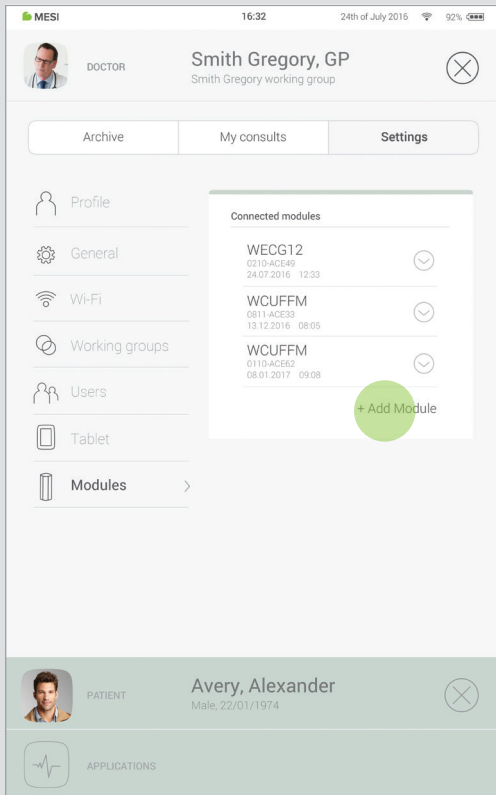 MESI 16:32 24th of July 2016 92%
DOCTOR
Smith Gregory, GP
Smith Gregory working group
Archive My consults Settings
Profile
General
Wi-Fi
Working groups
Users
Tablet
Modules
Connected modules
WECG12
0210-ACE49
24.07.2016 12:33
WCUFFM
0811-ACE33
13.12.2016 08:05
WCUFFM
0110-ACE62
08.01.2017 09:08
+ Add Module
PATIENT
Avery, Alexander
Male, 22/01/1974
APPLICATIONS